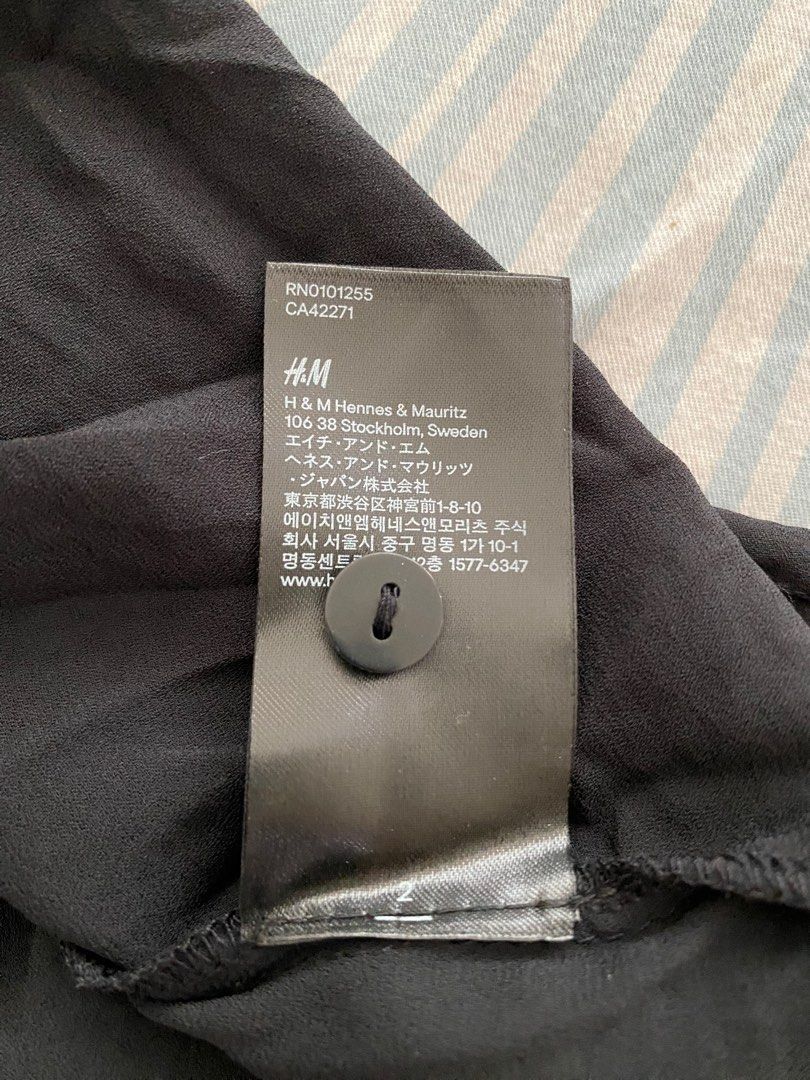 RN0101255
CA42271
H&M
H & M Hennes & Mauritz
106 38 Stockholm, Sweden
エイチ・アンド・エム
ヘネス・アンド・マウリッツ
・ジャパン株式会社
東京都渋谷区神宮前1-8-10
에이치앤엠헤네스앤모리츠 주식
회사 서울시 중구 명동 1가 10-1
1577-6347
2